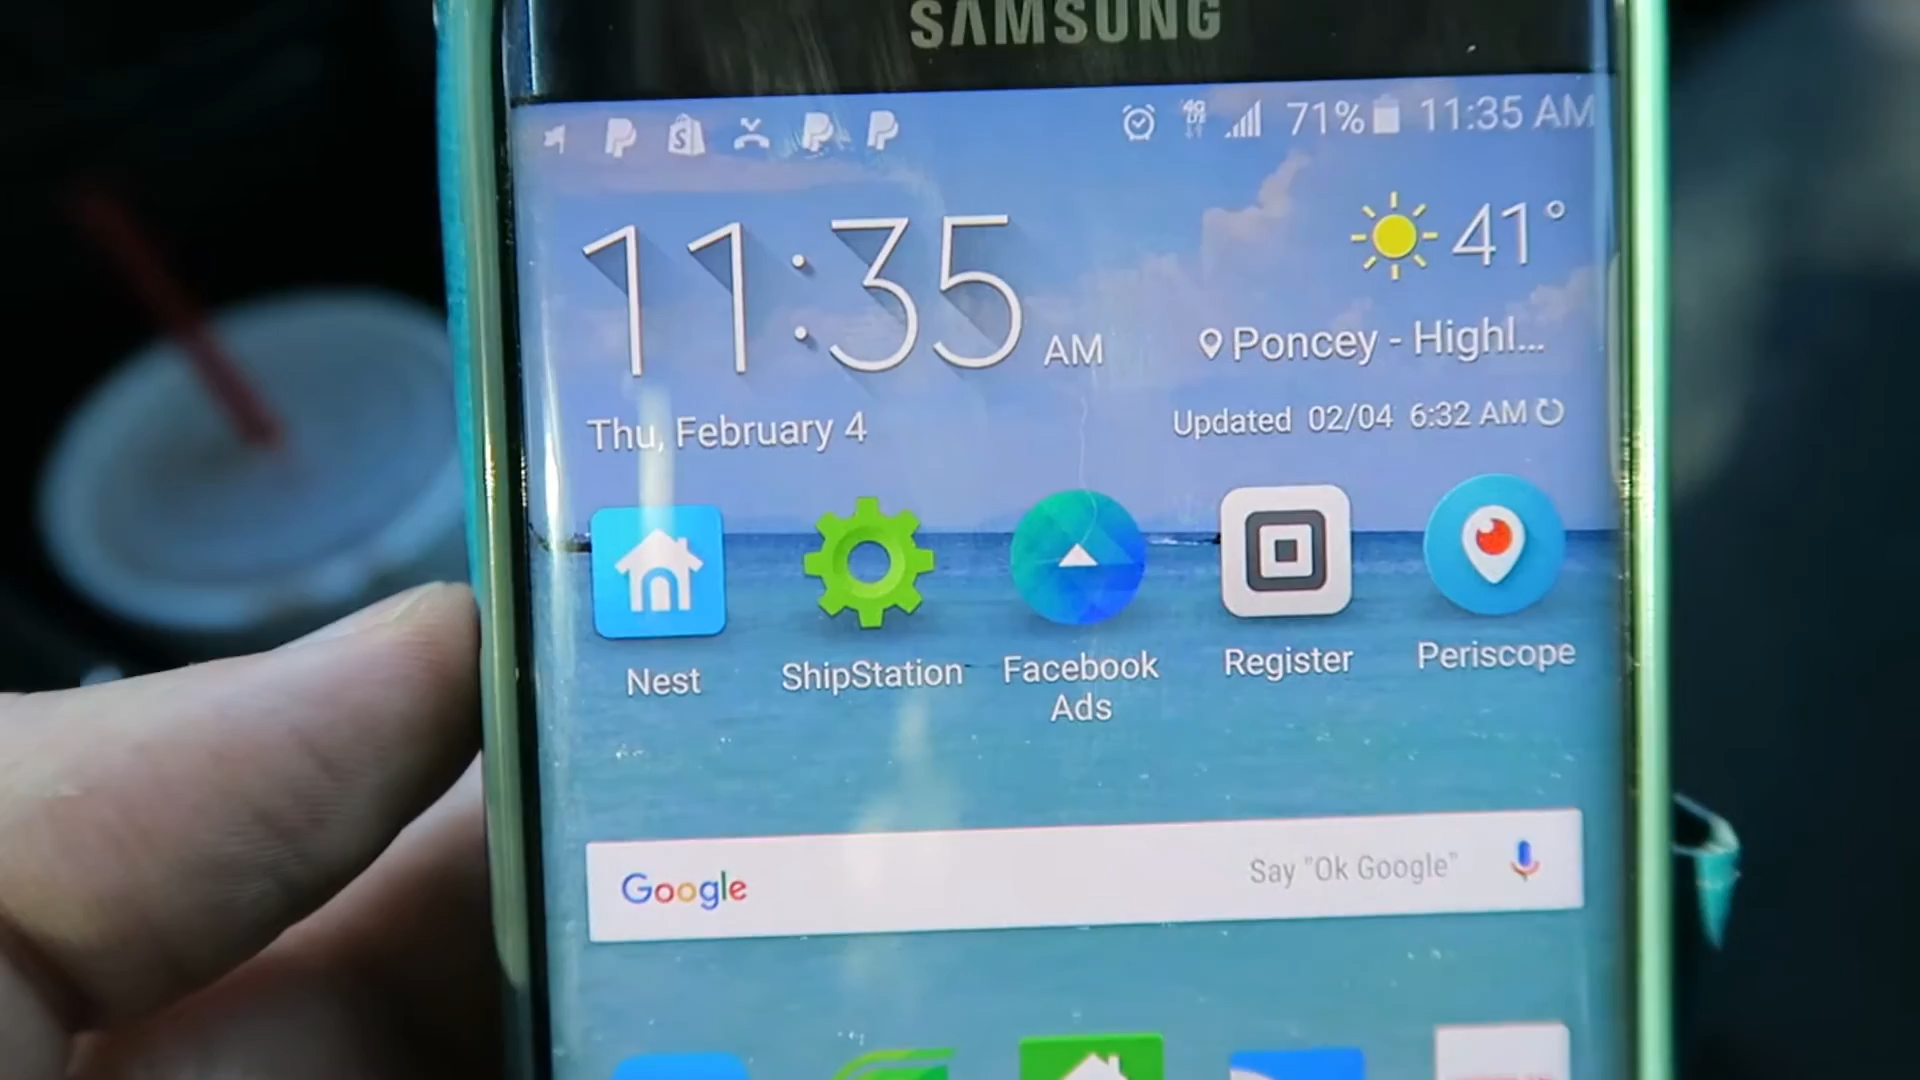 SAMSUNG
71% 11:35 AM
11:35 AM
41°
Poncey - Highl...
Thu, February 4
Updated 02/04 6:32 AM
Nest
ShipStation
Facebook
Ads
Register
Periscope
Google
Say "Ok Google"